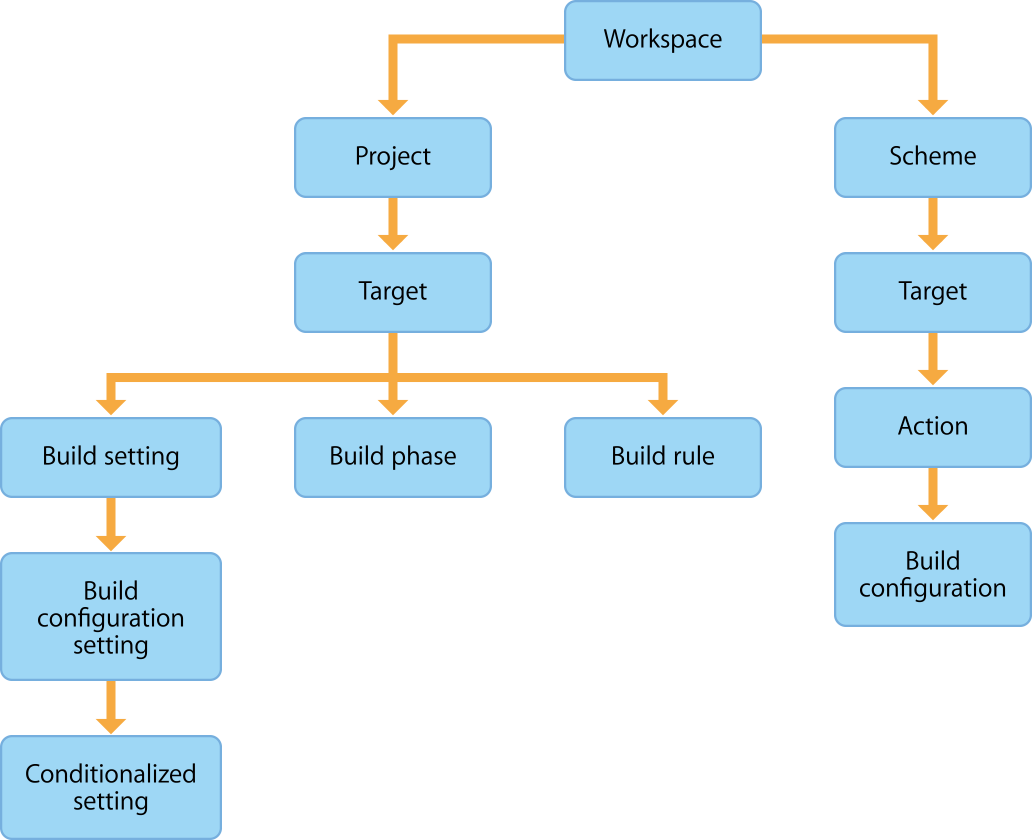 Workspace
Project
Scheme
Target
Target
Action
Build setting
Build phase
Build rule
Build
configuration
setting
Build
configuration
Conditionalized
setting